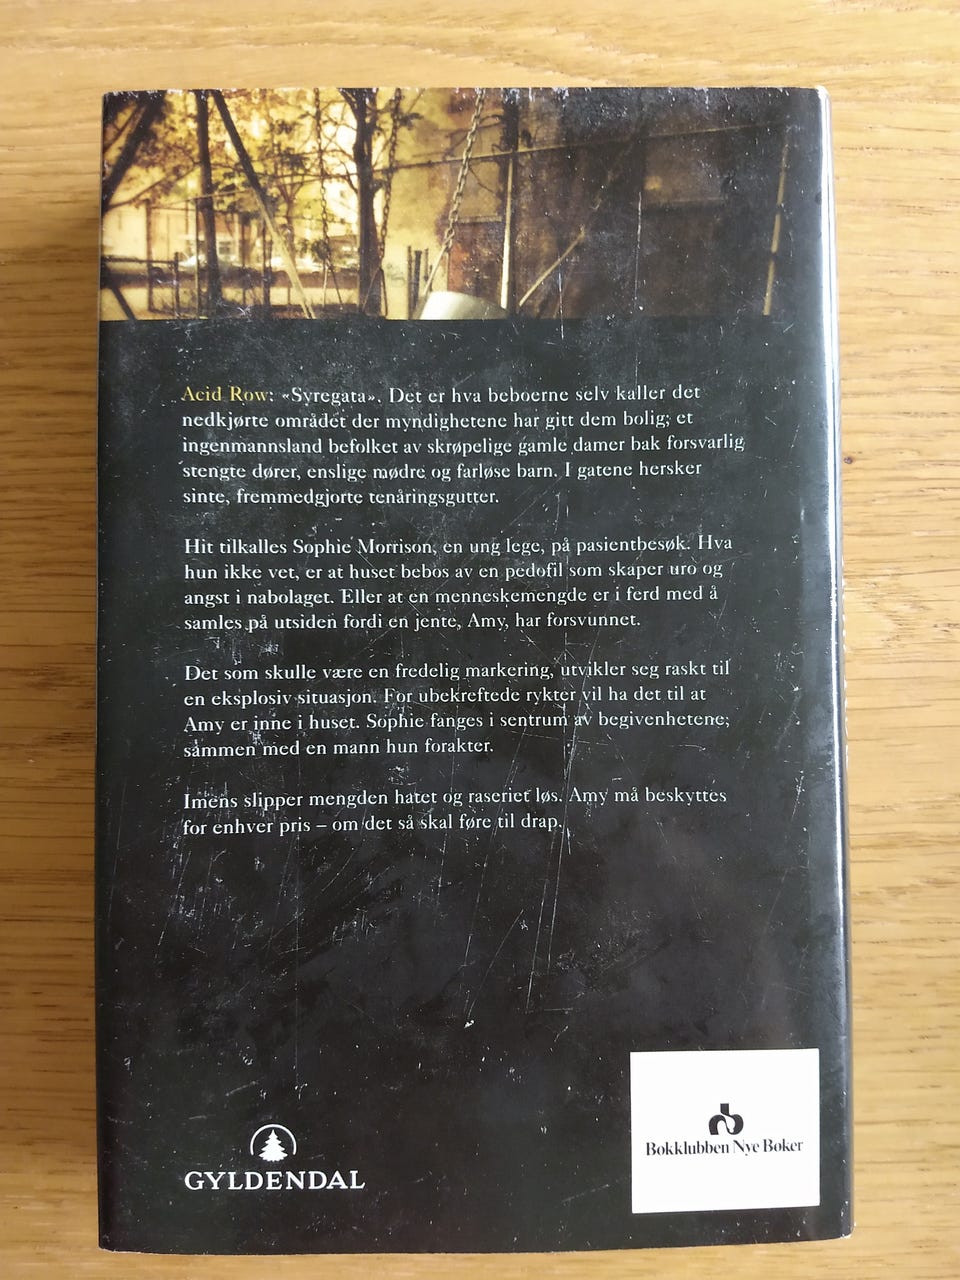 Acid Row: «Syregata». Det er hva beboerne selv kaller det
nedkjørte området der myndighetene har gitt dem bolig; et
ingenmannsland befolket av skrøpelige gamle damer bak forsvarlig
stengte dører, enslige mødre og farløse barn. I gatene hersker
sinte, fremmedgjorte tenåringsgutter.
Hit tilkalles Sophie Morrison, en ung lege, på pasientbesøk. Hva
hun ikke vet, er at huset bebos av en pedofil som skaper uro og
angst i nabolaget. Eller at en menneskemengde er i ferd med å
samles på utsiden fordi en jente, Amy, har forsvunnet.
Det som skulle være en fredelig markering, utvikler seg raskt til
en eksplosiv situasjon. For ubekreftede rykter vil ha det til at
Amy er inne i huset. Sophie fanges i sentrum av begivenhetene;
sammen med en mann hun forakter.
Imens slipper mengden hatet og raseriet løs. Amy må beskyttes
for enhver pris – om det så skal føre til drap.
GYLDENDAL
Bokklubben Nye Bøker